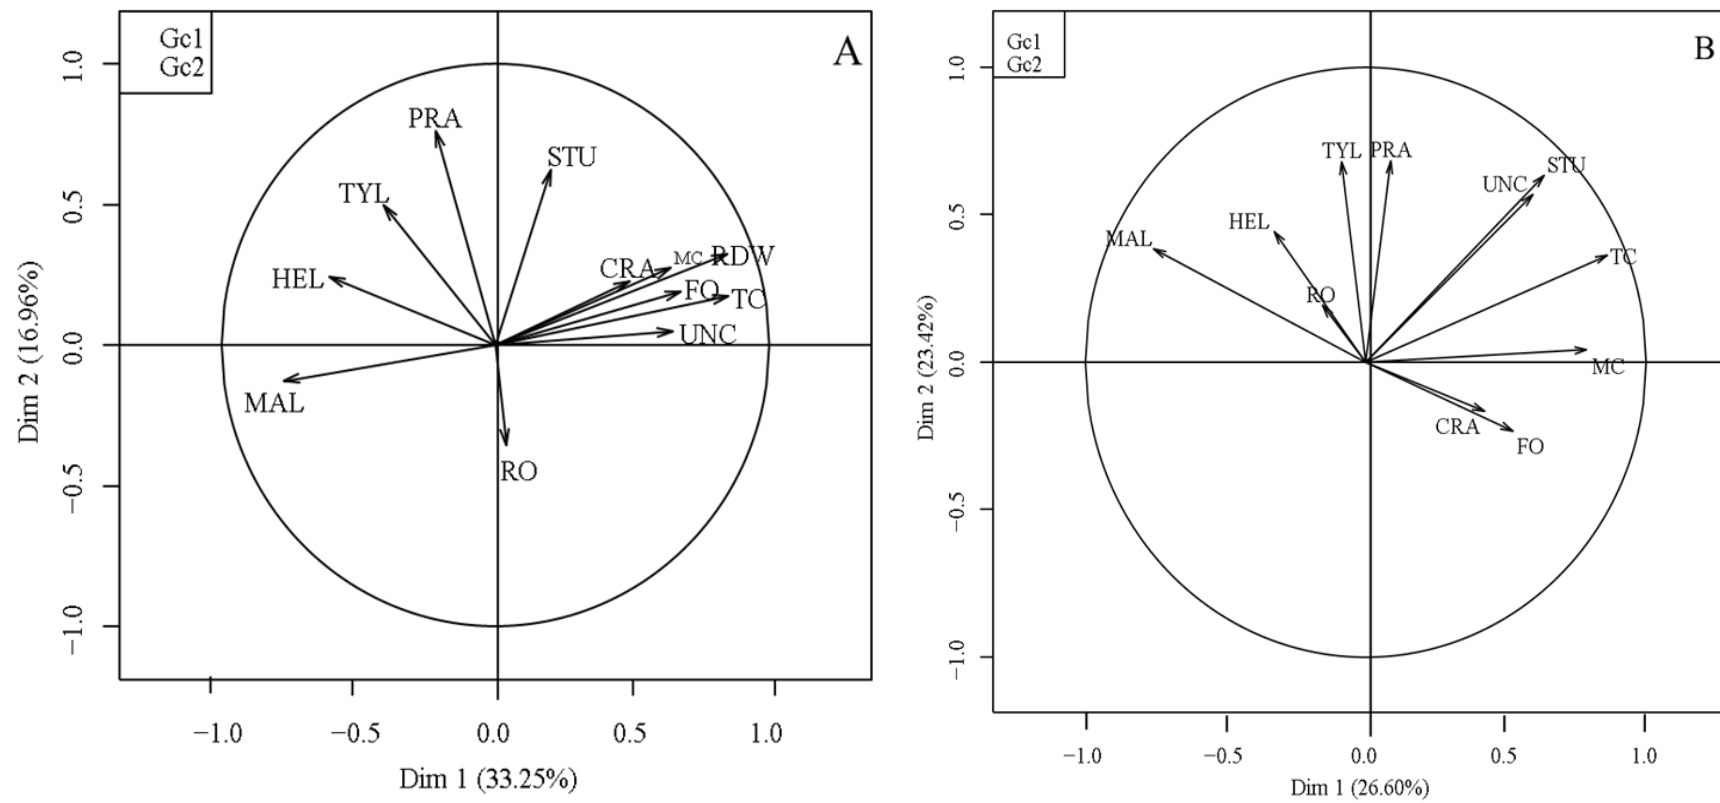 Gc1
Gc2
A
PRA
STU
TYL
HEL
CRA
MC
RDW
FO
TC
UNC
MAL
RO
1.0
0.5
0.0
−0.5
−1.0
Dim 2 (16.96%)
−1.0
−0.5
0.0
0.5
1.0
Dim 1 (33.25%)
Gc1
Gc2
B
TYL
PRA
STU
UNC
HEL
MAL
TC
RO
MC
CRA
FO
1.0
0.5
0.0
−0.5
−1.0
Dim 2 (23.42%)
−1.0
−0.5
0.0
0.5
1.0
Dim 1 (26.60%)